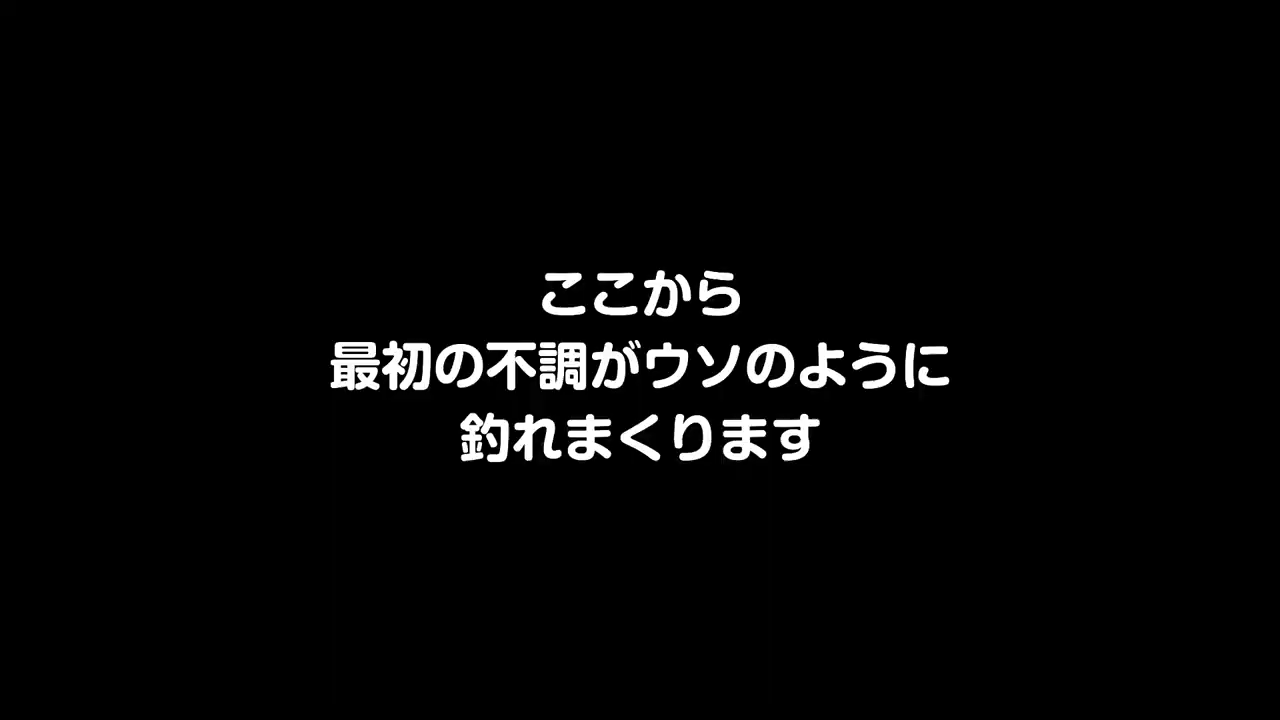 ここから
最初の不調がウソのように
釣れまくります